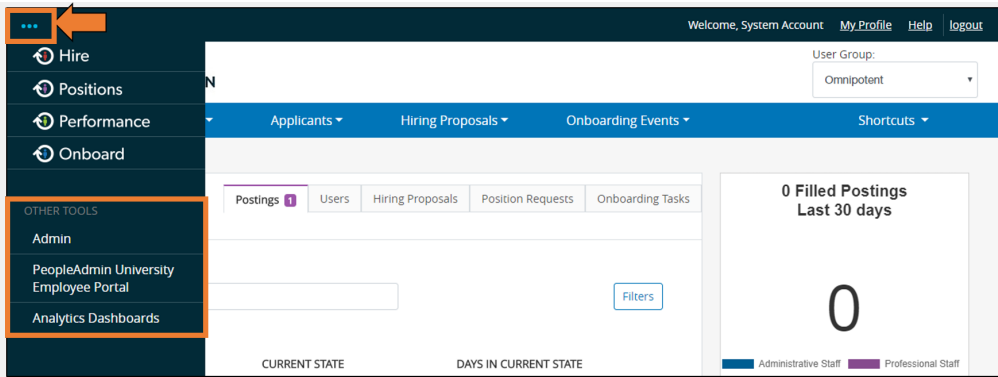 Welcome, System Account My Profile Help logout
Hire
Positions
Performance
Onboard
OTHER TOOLS
Admin
PeopleAdmin University
Employee Portal
Analytics Dashboards
N
User Group:
Omnipotent
Applicants
Hiring Proposals
Onboarding Events
Shortcuts
Postings 1
Users
Hiring Proposals
Position Requests
Onboarding Tasks
Filters
CURRENT STATE
DAYS IN CURRENT STATE
0 Filled Postings
Last 30 days
0
Administrative Staff
Professional Staff